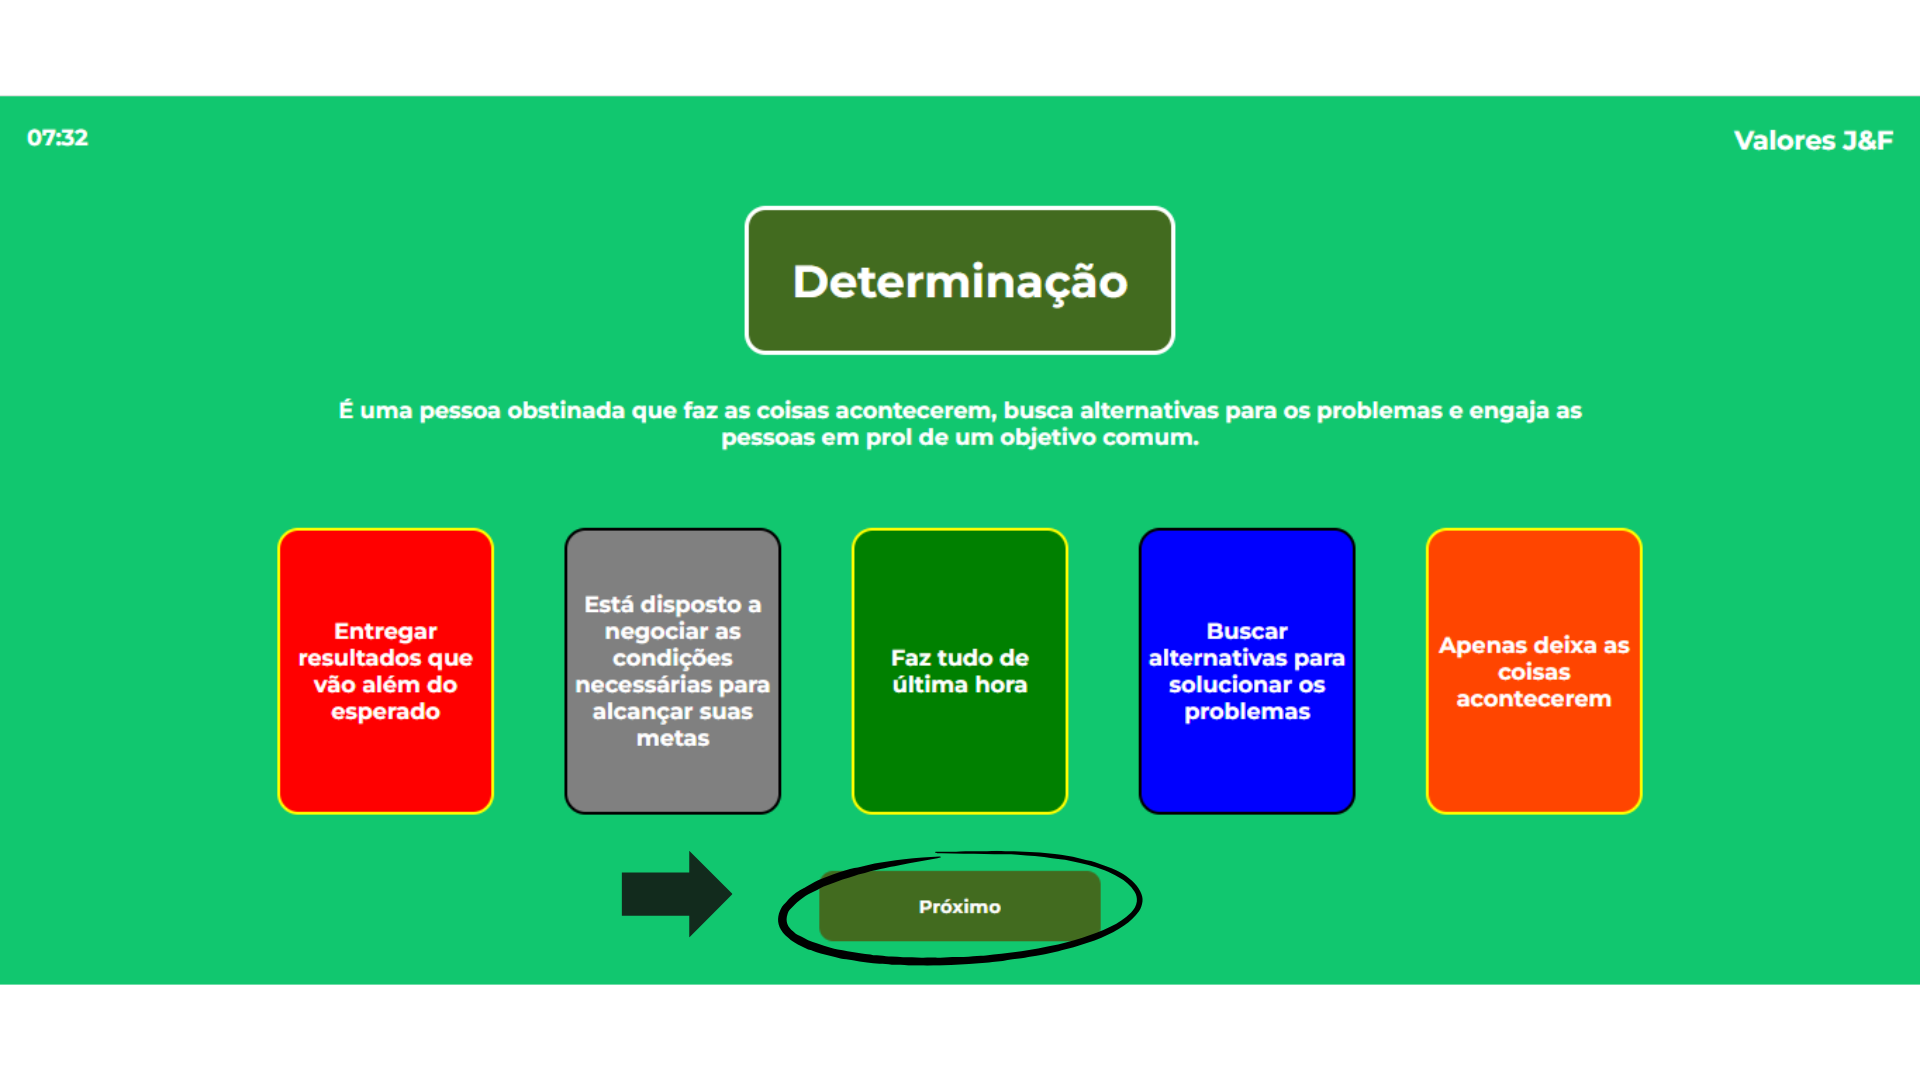 07:32
Valores J&F
Determinação
É uma pessoa obstinada que faz as coisas acontecerem, busca alternativas para os problemas e engaja as
pessoas em prol de um objetivo comum.
Entregar
resultados que
vão além do
esperado
Está disposto a
negociar as
condições
necessárias para
alcançar suas
metas
Faz tudo de
última hora
Buscar
alternativas para
solucionar os
problemas
Apenas deixa as
coisas
acontecerem
Próximo